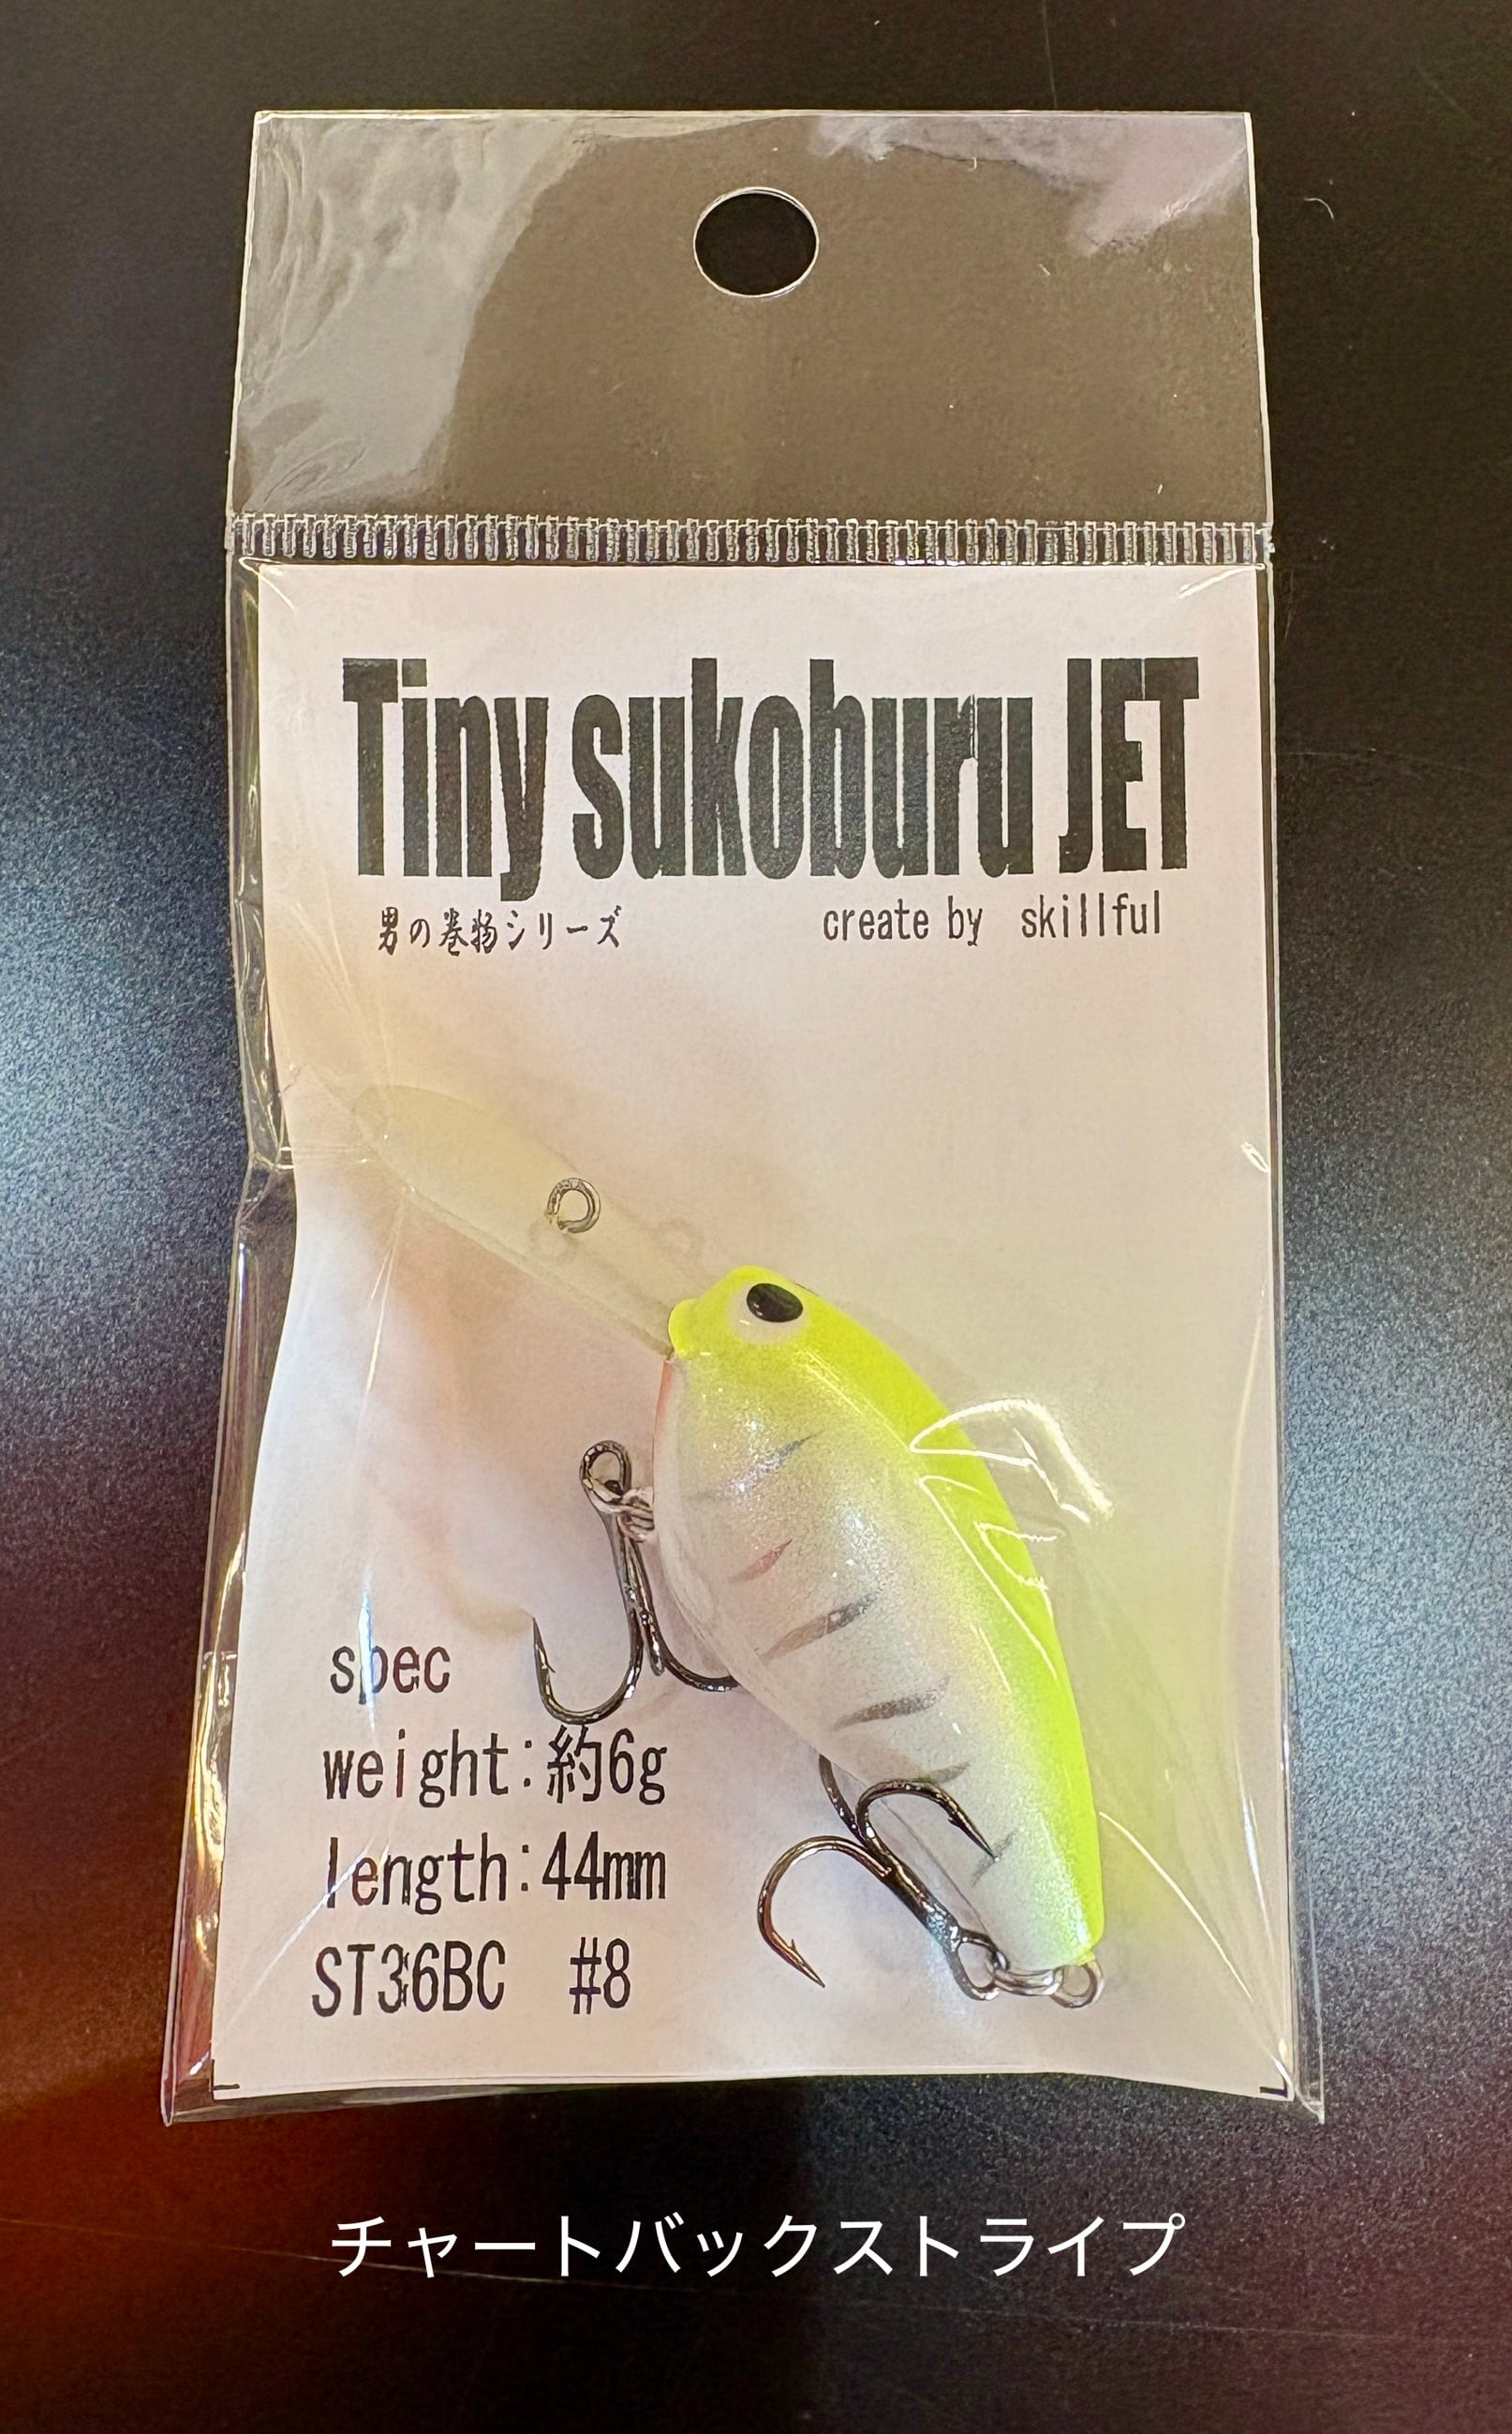 Tiny sukoburu JET
男の巻物シリーズ create by skillful
spec
weight:約6g
length:44mm
ST36BC #8
チャートバックストライプ